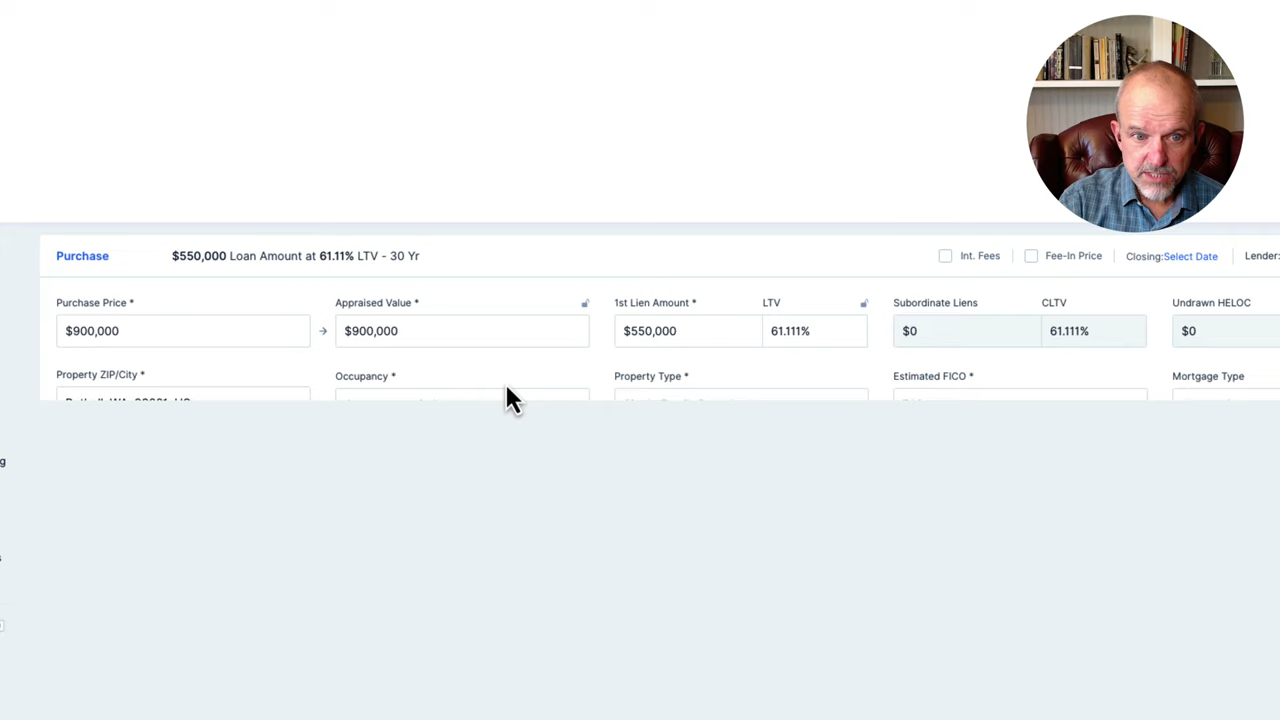 Purchase $550,000 Loan Amount at 61.11% LTV - 30 Yr Int. Fees Fee-In Price Closing:Select Date Lender:
Purchase Price * Appraised Value * 1st Lien Amount * LTV Subordinate Liens CLTV Undrawn HELOC
$900,000 → $900,000 $550,000 61.111% $0 61.111% $0
Property ZIP/City * Occupancy * Property Type * Estimated FICO * Mortgage Type
g
s